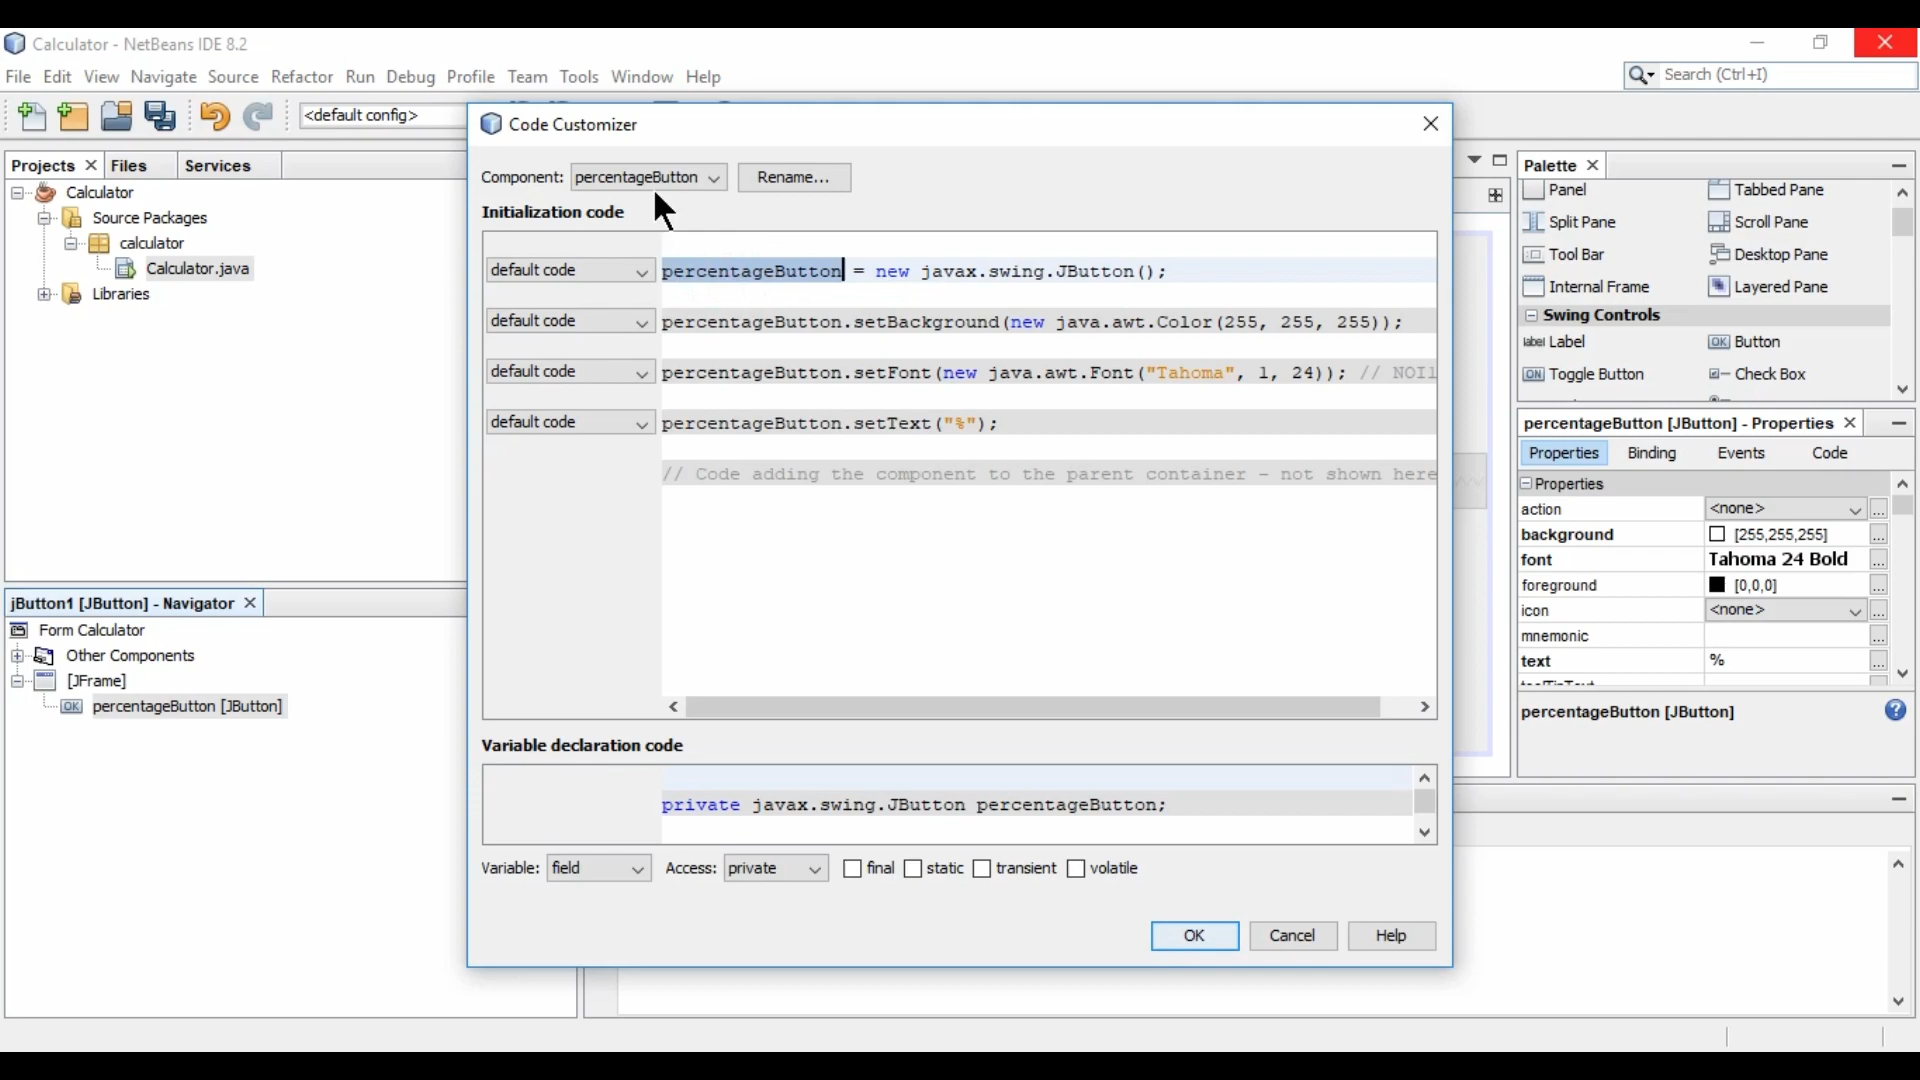 Calculator - NetBeans IDE 8.2
File Edit View Navigate Source Refactor Run Debug Profile Team Tools Window Help
Search (Ctrl+I)
<default config>
Projects
Files
Services
Calculator
Source Packages
calculator
Calculator.java
Libraries
jButton1 [JButton] - Navigator
Form Calculator
Other Components
[JFrame]
OK percentageButton [JButton]
Code Customizer
Component: percentageButton Rename...
Initialization code
default code percentageButton = new javax.swing.JButton();
default code percentageButton.setBackground(new java.awt.Color(255, 255, 255));
default code percentageButton.setFont(new java.awt.Font("Tahoma", 1, 24)); // NOI1
default code percentageButton.setText("%");
// Code adding the component to the parent container - not shown here
Variable declaration code
private javax.swing.JButton percentageButton;
Variable: field Access: private final static transient volatile
OK Cancel Help
Palette
Panel Tabbed Pane
Split Pane Scroll Pane
Tool Bar Desktop Pane
Internal Frame Layered Pane
Swing Controls
label Label OK Button
ON Toggle Button Check Box
percentageButton [JButton] - Properties
Properties Binding Events Code
Properties
action <none> ...
background [255,255,255] ...
font Tahoma 24 Bold ...
foreground [0,0,0] ...
icon <none> ...
mnemonic ...
text % ...
percentageButton [JButton]